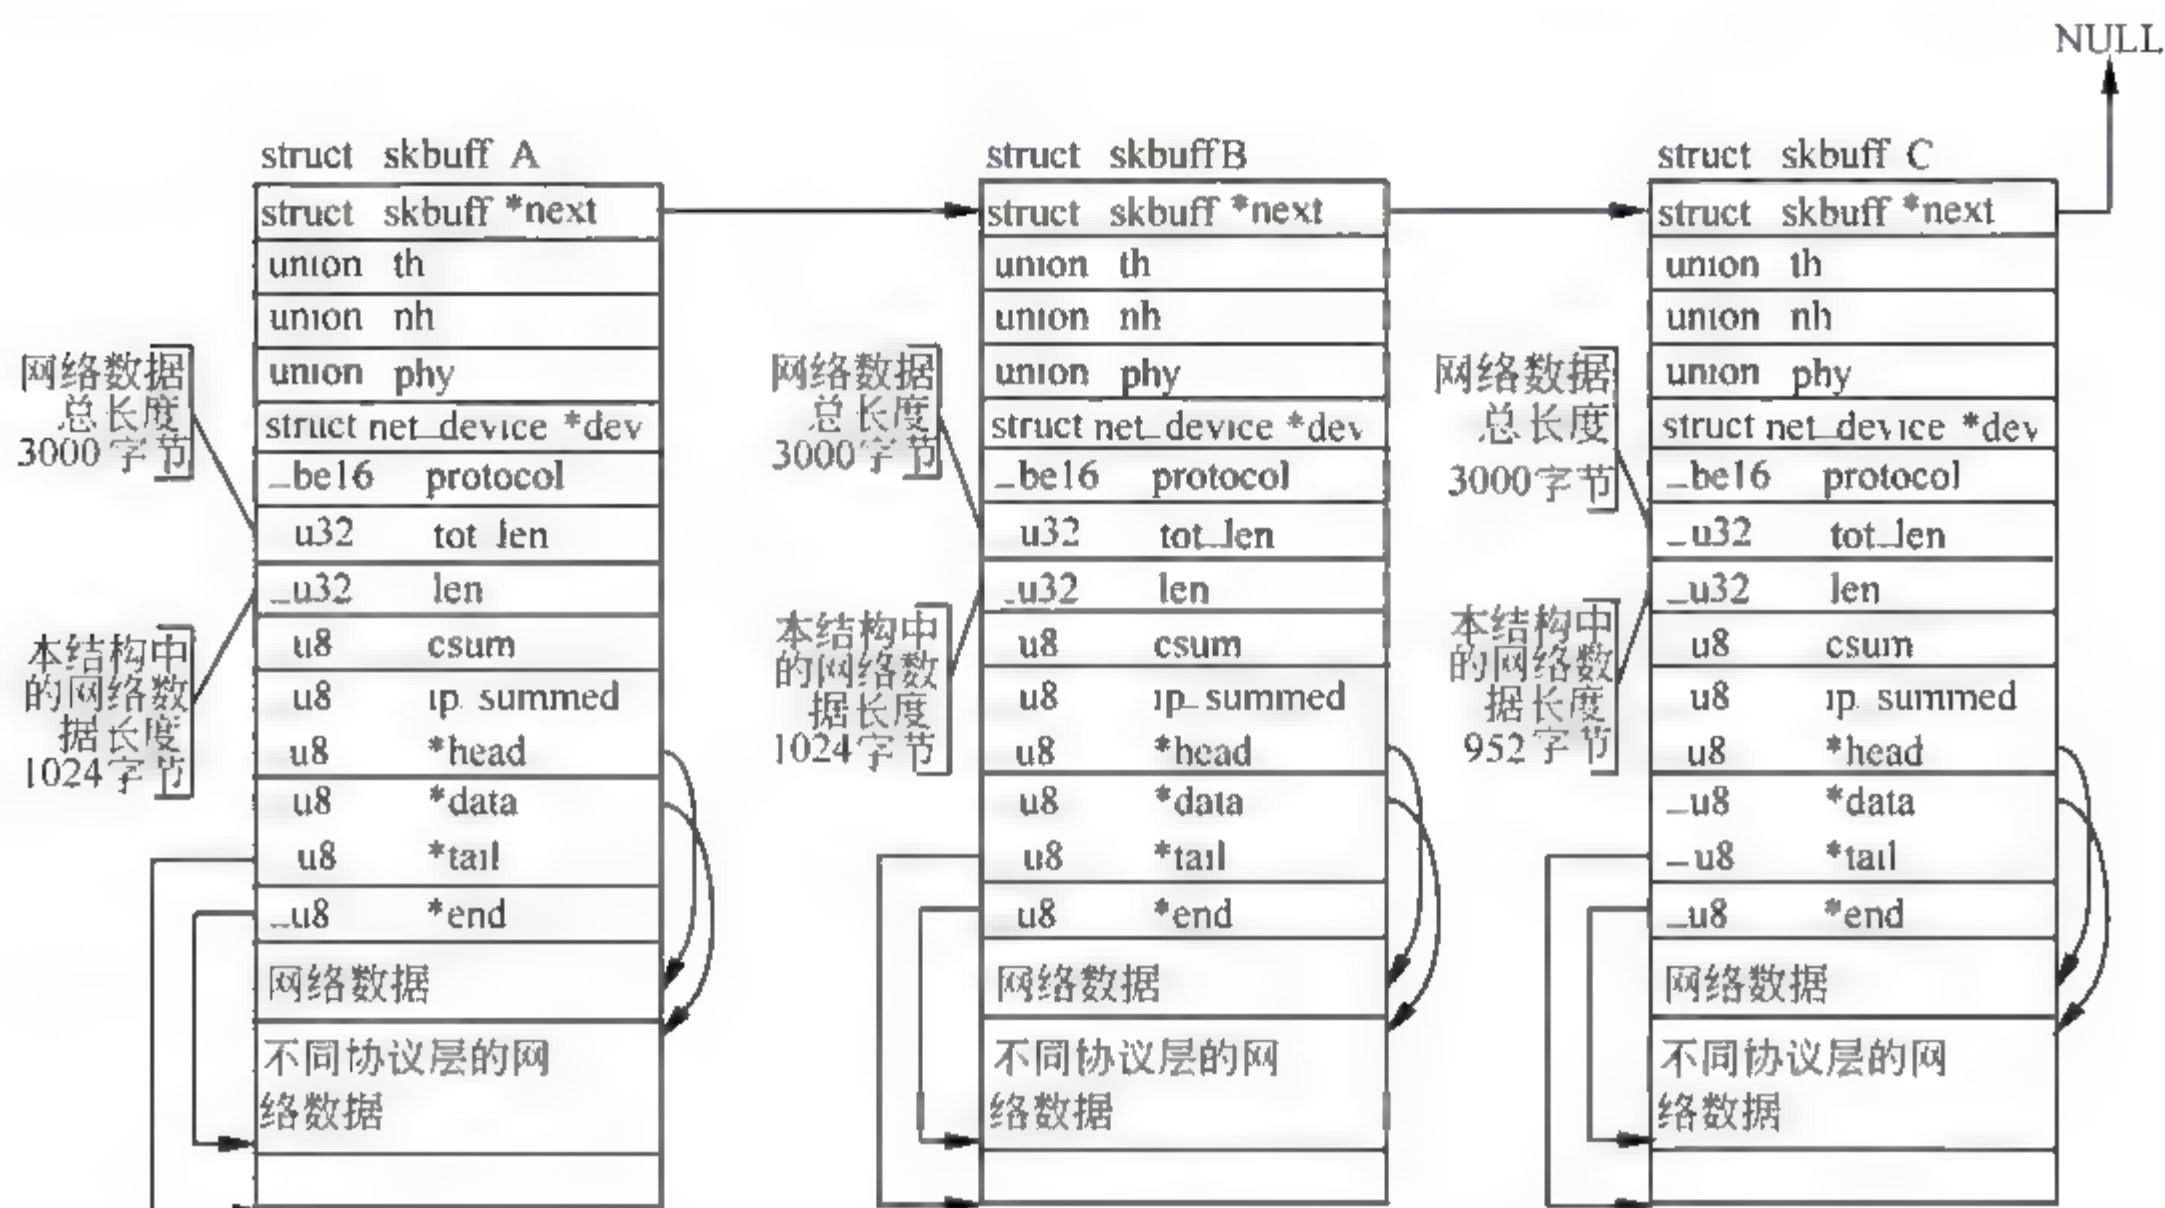 NULL
struct skbuff A
struct skbuff *next
union th
union nh
union phy
struct net_device *dev
_be16 protocol
u32 tot len
_u32 len
u8 csum
u8 ip summed
u8 *head
u8 *data
u8 *tail
_u8 *end
网络数据
不同协议层的网
络数据
网络数据
总长度
3000字节
本结构中
的网络数
据长度
1024字节
struct skbuffB
struct skbuff *next
union th
union nh
union phy
struct net_device *dev
_be16 protocol
u32 tot_len
_u32 len
u8 csum
u8 ip_summed
u8 *head
u8 *data
u8 *tail
u8 *end
网络数据
不同协议层的网
络数据
网络数据
总长度
3000字节
本结构中
的网络数
据长度
1024字节
struct skbuff C
struct skbuff *next
union th
union nh
union phy
struct net_device *dev
_be16 protocol
_u32 tot_len
_u32 len
u8 csum
u8 ip summed
u8 *head
_u8 *data
_u8 *tail
_u8 *end
网络数据
不同协议层的网
络数据
网络数据
总长度
3000字节
本结构中
的网络数
据长度
952字节